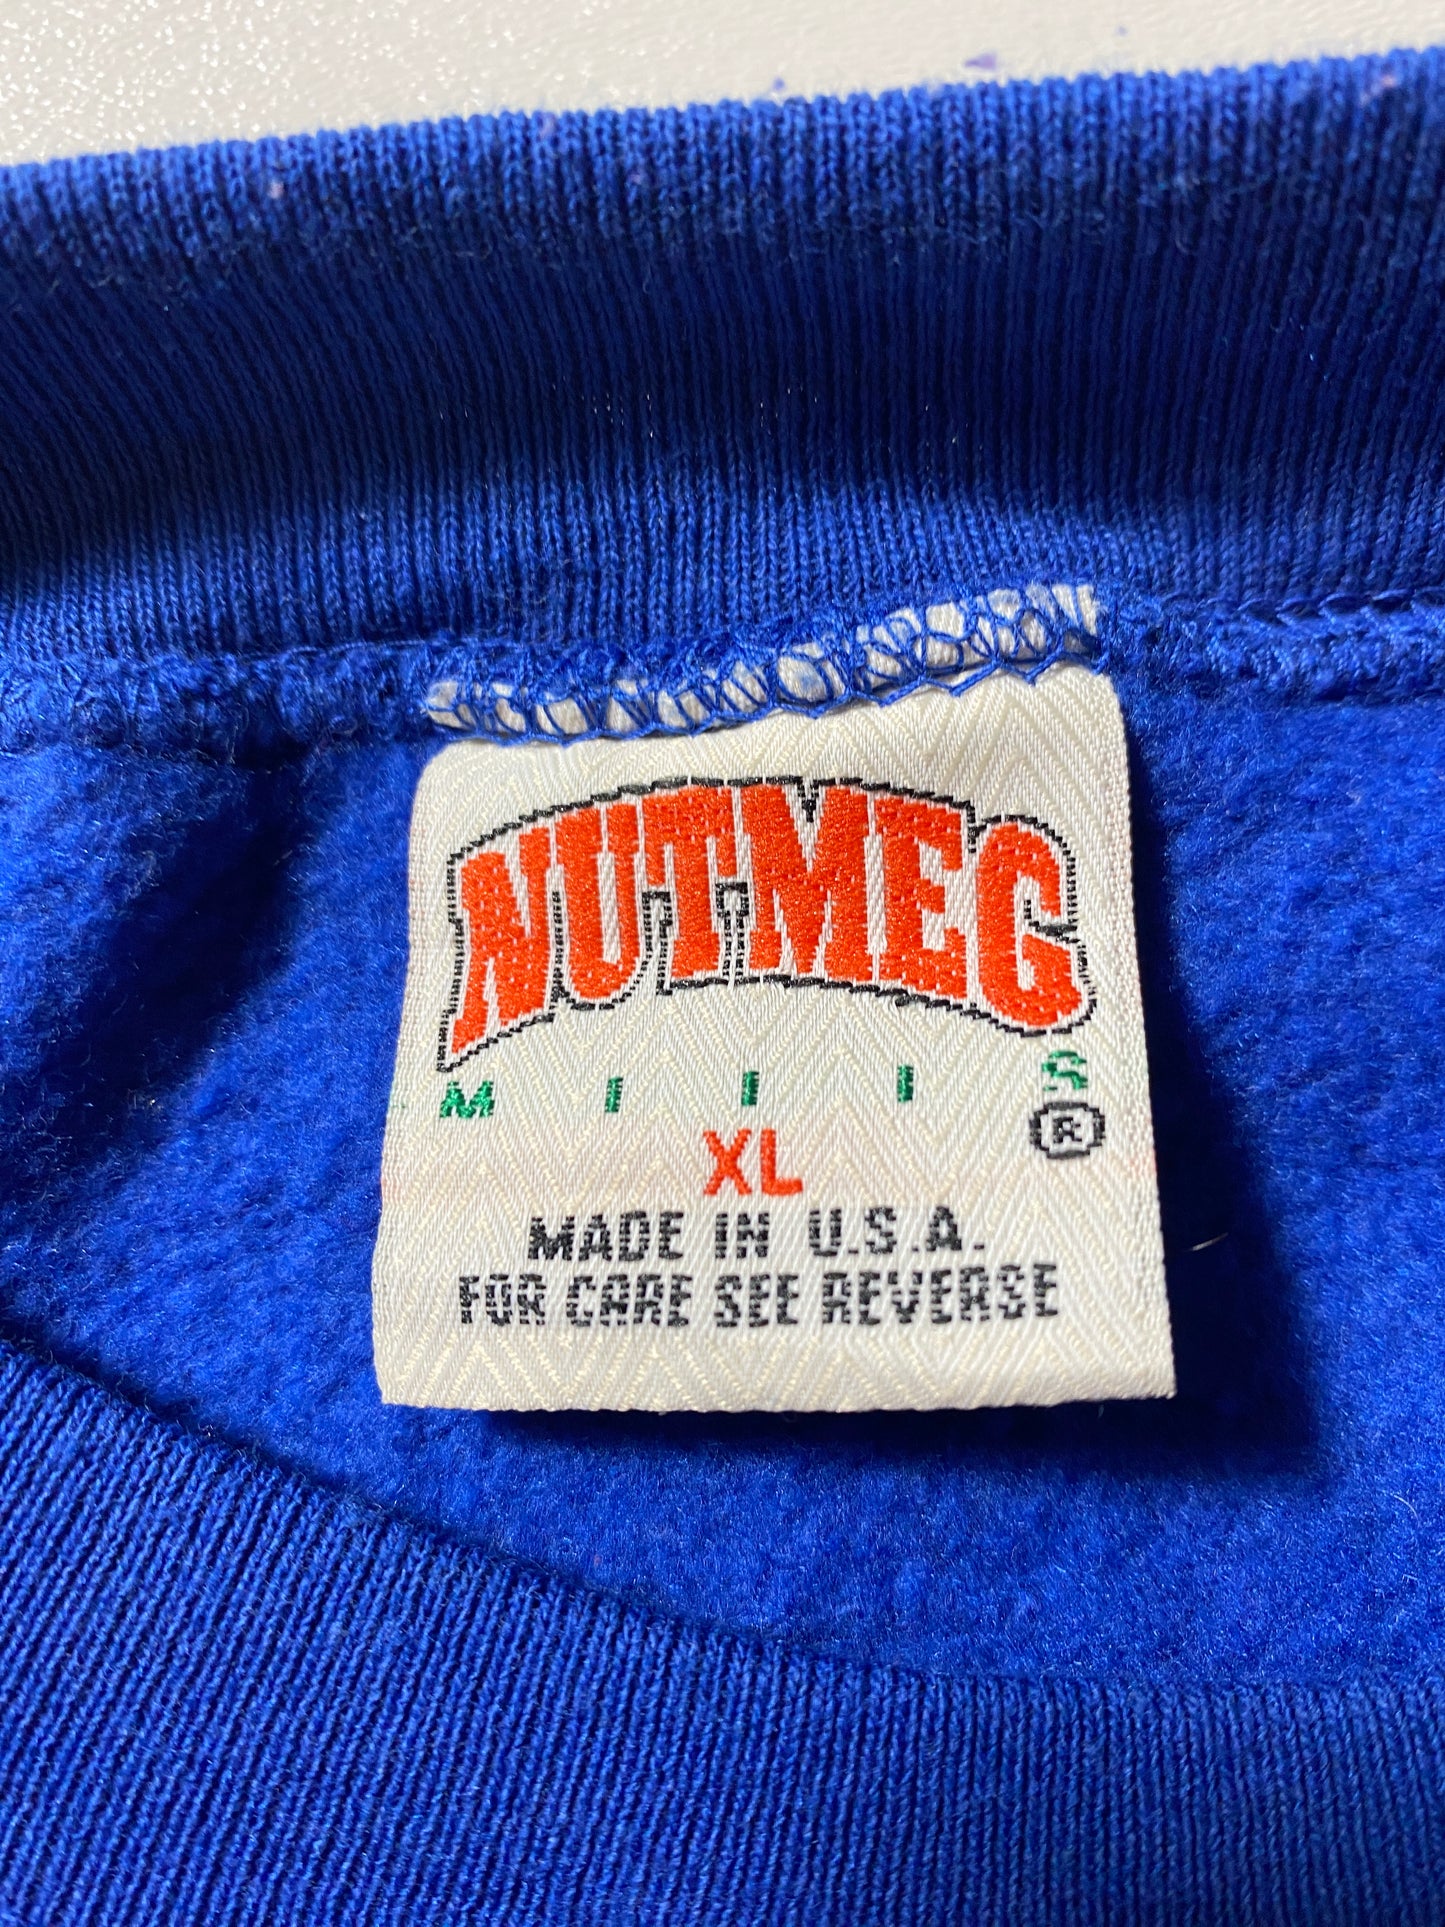 NUTMEG
MILLS
®
XL
MADE IN U.S.A.
FOR CARE SEE REVERSE